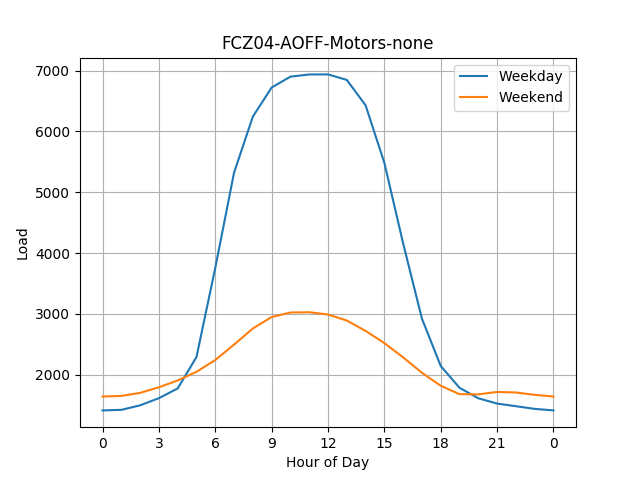 FCZ04-AOFF-Motors-none
Weekday
Weekend
7000
6000
5000
4000
3000
2000
Load
0 3 6 9 12 15 18 21 0
Hour of Day